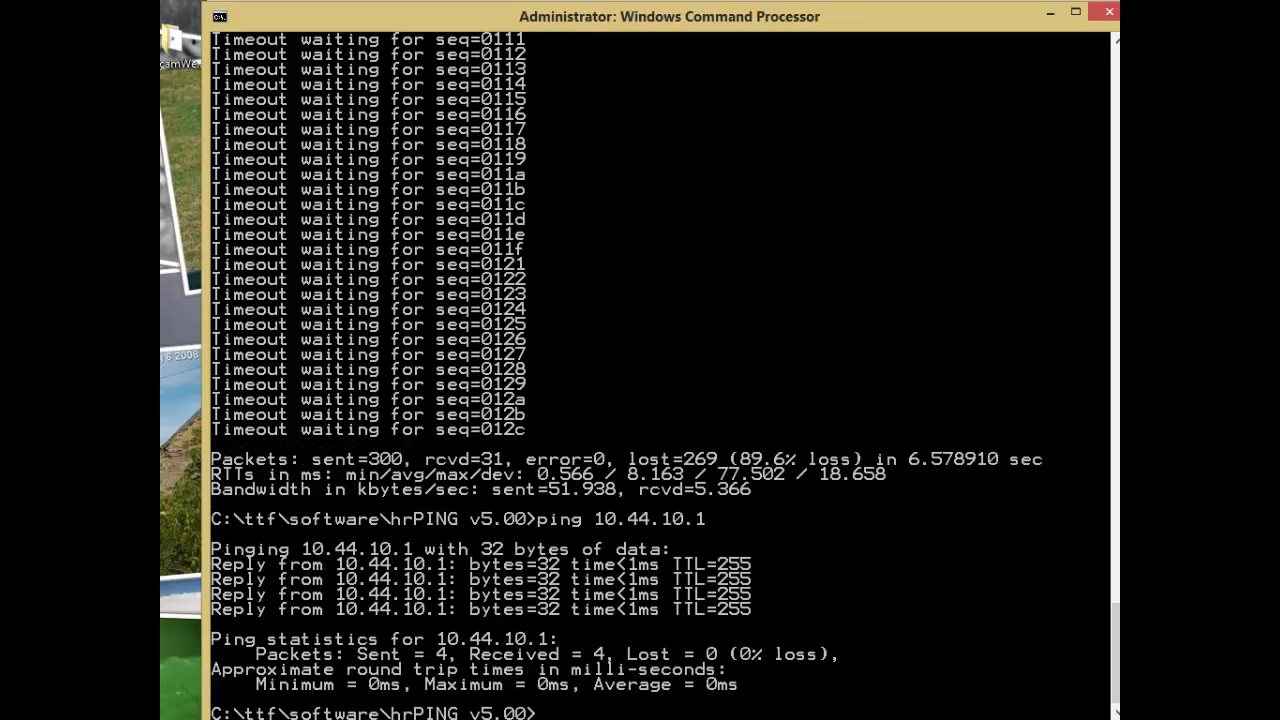 Administrator: Windows Command Processor
Timeout waiting for seq=0111
Timeout waiting for seq=0112
Timeout waiting for seq=0113
Timeout waiting for seq=0114
Timeout waiting for seq=0115
Timeout waiting for seq=0116
Timeout waiting for seq=0117
Timeout waiting for seq=0118
Timeout waiting for seq=0119
Timeout waiting for seq=011a
Timeout waiting for seq=011b
Timeout waiting for seq=011c
Timeout waiting for seq=011d
Timeout waiting for seq=011e
Timeout waiting for seq=011f
Timeout waiting for seq=0121
Timeout waiting for seq=0122
Timeout waiting for seq=0123
Timeout waiting for seq=0124
Timeout waiting for seq=0125
Timeout waiting for seq=0126
Timeout waiting for seq=0127
Timeout waiting for seq=0128
Timeout waiting for seq=0129
Timeout waiting for seq=012a
Timeout waiting for seq=012b
Timeout waiting for seq=012c
Packets: sent=300, rcvd=31, error=0, lost=269 (89.6% loss) in 6.578910 sec
RTTs in ms: min/avg/max/dev: 0.566 / 8.163 / 77.502 / 18.658
Bandwidth in kbytes/sec: sent=51.938, rcvd=5.366
C:\ttf\software\hrPING v5.00>ping 10.44.10.1
Pinging 10.44.10.1 with 32 bytes of data:
Reply from 10.44.10.1: bytes=32 time<1ms TTL=255
Reply from 10.44.10.1: bytes=32 time<1ms TTL=255
Reply from 10.44.10.1: bytes=32 time<1ms TTL=255
Reply from 10.44.10.1: bytes=32 time<1ms TTL=255
Ping statistics for 10.44.10.1:
Packets: Sent = 4, Received = 4, Lost = 0 (0% loss),
Approximate round trip times in milli-seconds:
Minimum = 0ms, Maximum = 0ms, Average = 0ms
C:\ttf\software\hrPING v5.00>
camWe
6 2008